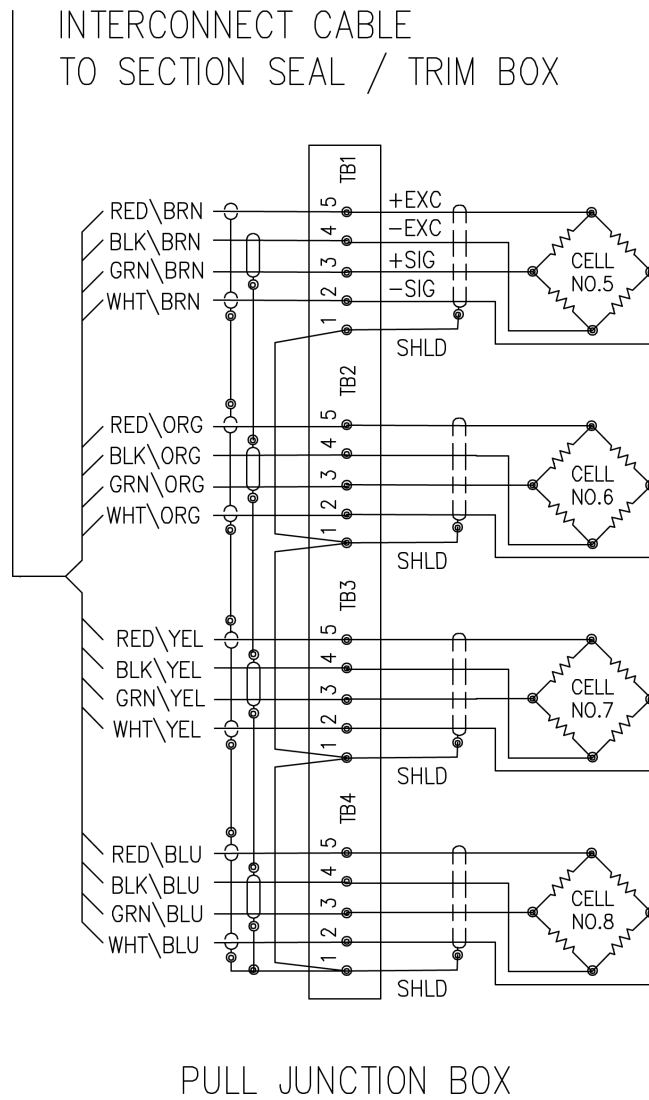 INTERCONNECT CABLE
TO SECTION SEAL / TRIM BOX
TB1
RED\BRN 5 +EXC
BLK\BRN 4 −EXC
GRN\BRN 3 +SIG
WHT\BRN 2 −SIG
1 SHLD
CELL
NO.5
TB2
RED\ORG 5
BLK\ORG 4
GRN\ORG 3
WHT\ORG 2
1 SHLD
CELL
NO.6
TB3
RED\YEL 5
BLK\YEL 4
GRN\YEL 3
WHT\YEL 2
1 SHLD
CELL
NO.7
TB4
RED\BLU 5
BLK\BLU 4
GRN\BLU 3
WHT\BLU 2
1 SHLD
CELL
NO.8
PULL JUNCTION BOX